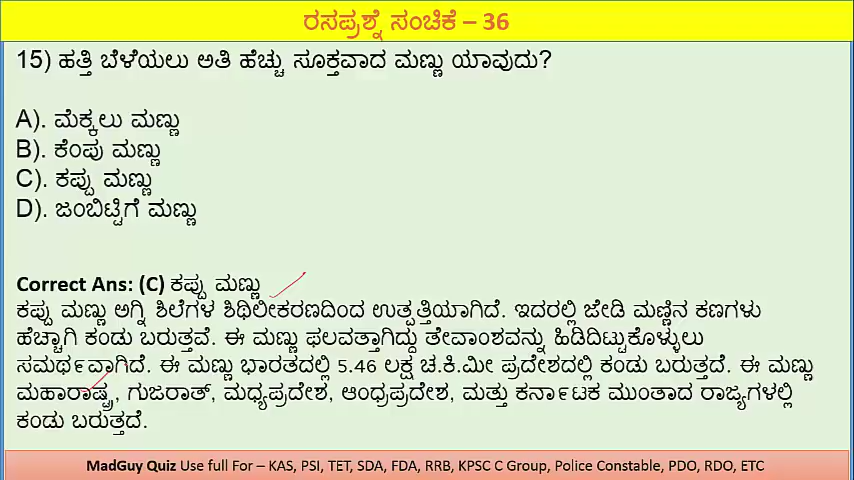 ರಸಪ್ರಶ್ನೆ ಸಂಚಿಕೆ – 36
15) ಹತ್ತಿ ಬೆಳೆಯಲು ಅತಿ ಹೆಚ್ಚು ಸೂಕ್ತವಾದ ಮಣ್ಣು ಯಾವುದು?
A). ಮೆಕ್ಕಲು ಮಣ್ಣು
B). ಕೆಂಪು ಮಣ್ಣು
C). ಕಪ್ಪು ಮಣ್ಣು
D). ಜಂಬಿಟ್ಟಿಗೆ ಮಣ್ಣು
Correct Ans: (C) ಕಪ್ಪು ಮಣ್ಣು
ಕಪ್ಪು ಮಣ್ಣು ಅಗ್ನಿ ಶಿಲೆಗಳ ಶಿಥಿಲೀಕರಣದಿಂದ ಉತ್ಪತ್ತಿಯಾಗಿದೆ. ಇದರಲ್ಲಿ ಜೇಡಿ ಮಣ್ಣಿನ ಕಣಗಳು
ಹೆಚ್ಚಾಗಿ ಕಂಡು ಬರುತ್ತವೆ. ಈ ಮಣ್ಣು ಫಲವತ್ತಾಗಿದ್ದು ತೇವಾಂಶವನ್ನು ಹಿಡಿದಿಟ್ಟುಕೊಳ್ಳುಲು
ಸಮರ್ಥವಾಗಿದೆ. ಈ ಮಣ್ಣು ಭಾರತದಲ್ಲಿ 5.46 ಲಕ್ಷ ಚ.ಕಿ.ಮೀ ಪ್ರದೇಶದಲ್ಲಿ ಕಂಡು ಬರುತ್ತದೆ. ಈ ಮಣ್ಣು
ಮಹಾರಾಷ್ಟ್ರ, ಗುಜರಾತ್, ಮಧ್ಯಪ್ರದೇಶ, ಆಂಧ್ರಪ್ರದೇಶ, ಮತ್ತು ಕರ್ನಾಟಕ ಮುಂತಾದ ರಾಜ್ಯಗಳಲ್ಲಿ
ಕಂಡು ಬರುತ್ತದೆ.
MadGuy Quiz Use full For – KAS, PSI, TET, SDA, FDA, RRB, KPSC C Group, Police Constable, PDO, RDO, ETC